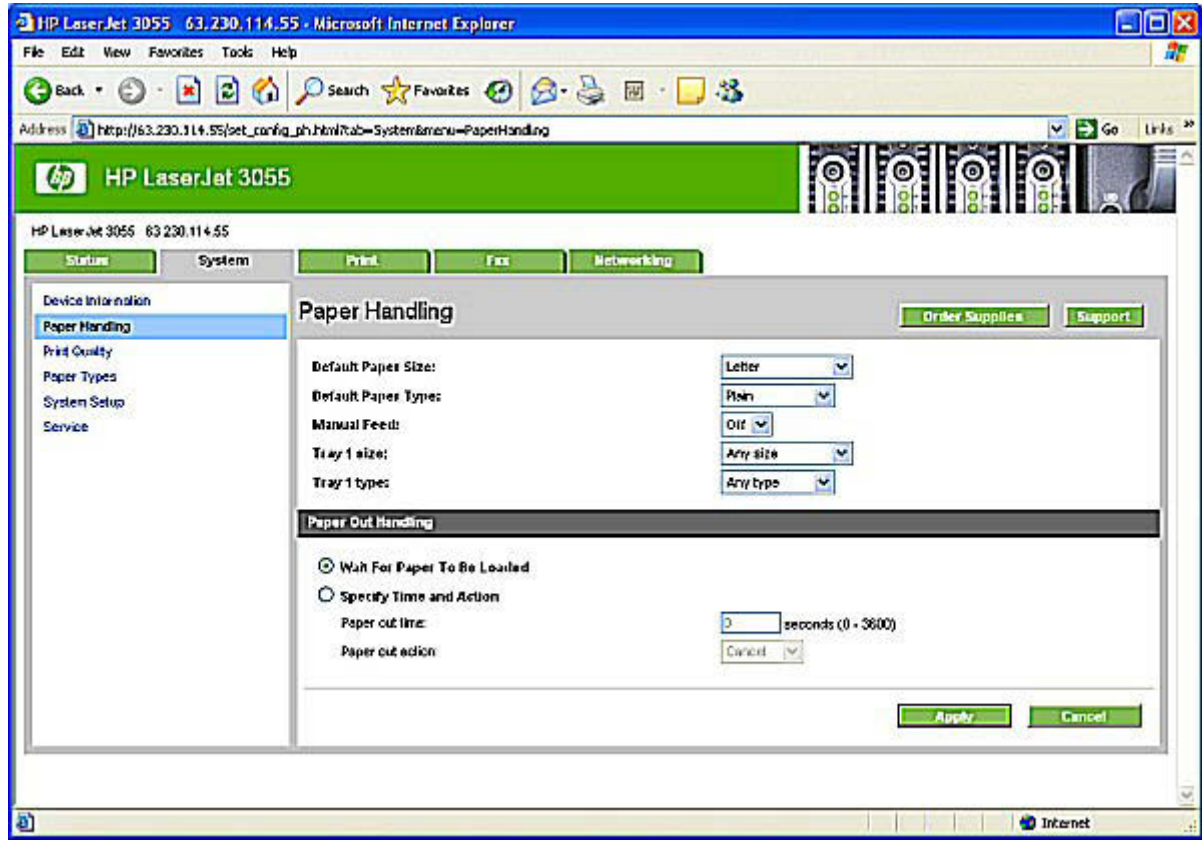 HP LaserJet 3055 63.230.114.55 - Microsoft Internet Explorer
File Edit View Favorites Tools Help
Back Search Favorites
Address http://63.230.114.55/set_config_ph.html?tab=System&menu=PaperHandling Go Links »
hp HP LaserJet 3055
HP LaserJet 3055 63.230.114.55
Status System Print Fax Networking
Device Information
Paper Handling
Print Quality
Paper Types
System Setup
Service
Paper Handling Order Supplies Support
Default Paper Size: Letter
Default Paper Type: Plain
Manual Feed: Off
Tray 1 size: Any size
Tray 1 type: Any type
Paper Out Handling
Wait For Paper To Be Loaded
Specify Time and Action
Paper out time: seconds (0 - 3600)
Paper out action: Cancel
Apply Cancel
Internet